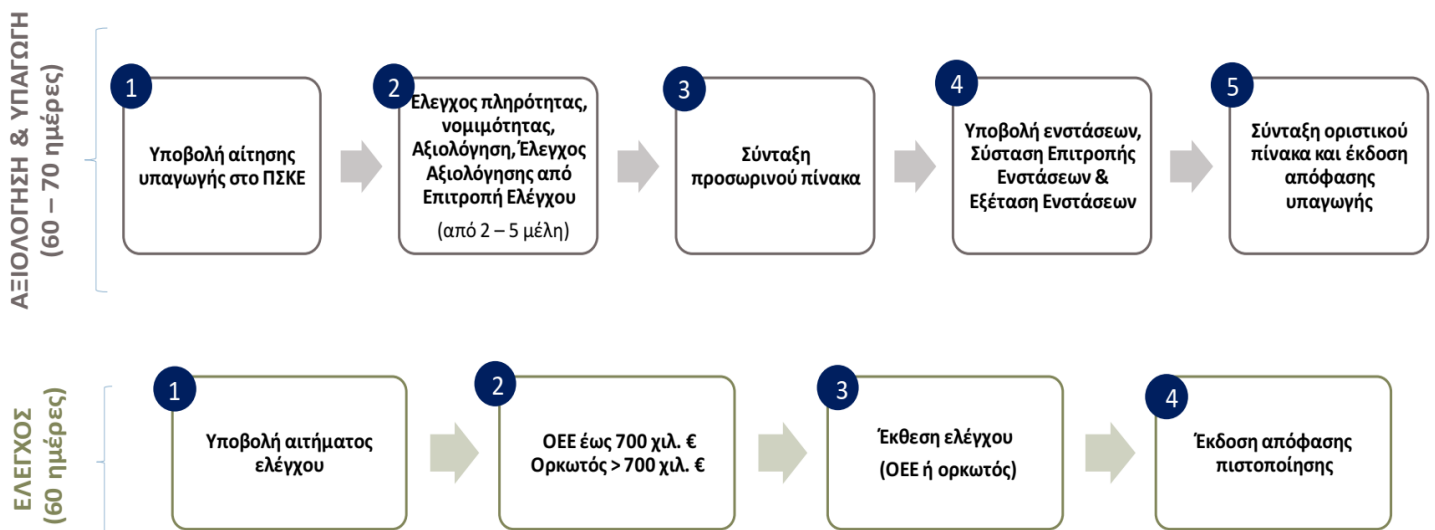 ΑΞΙΟΛΟΓΗΣΗ & ΥΠΑΓΩΓΗ
(60 – 70 ημέρες)
1
Υποβολή αίτησης
υπαγωγής στο ΠΣΚΕ
2
Έλεγχος πληρότητας,
νομιμότητας,
Αξιολόγηση, Έλεγχος
Αξιολόγησης από
Επιτροπή Ελέγχου
(από 2 – 5 μέλη)
3
Σύνταξη
προσωρινού πίνακα
4
Υποβολή ενστάσεων,
Σύσταση Επιτροπής
Ενστάσεων &
Εξέταση Ενστάσεων
5
Σύνταξη οριστικού
πίνακα και έκδοση
απόφασης
υπαγωγής
ΕΛΕΓΧΟΣ
(60 ημέρες)
1
Υποβολή αιτήματος
ελέγχου
2
ΟΕΕ έως 700 χιλ. €
Ορκωτός > 700 χιλ. €
3
Έκθεση ελέγχου
(ΟΕΕ ή ορκωτός)
4
Έκδοση απόφασης
πιστοποίησης